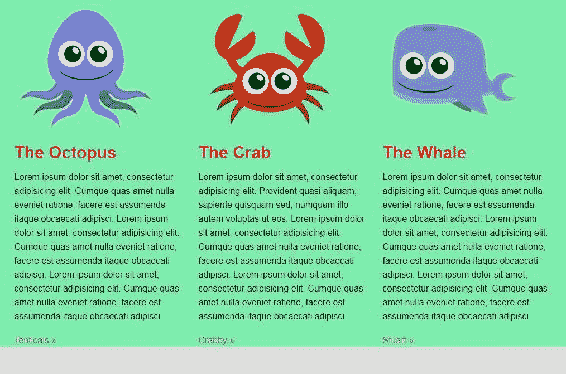 The Octopus
Lorem ipsum dolor sit amet, consectetur
adipisicing elit. Cumque quas amet nulla
eveniet ratione, facere est assumenda
itaque obcaecati adipisci. Lorem ipsum
dolor sit amet, consectetur adipisicing elit.
Cumque quas amet nulla eveniet ratione,
facere est assumenda itaque obcaecati
adipisci. Lorem ipsum dolor sit amet,
consectetur adipisicing elit. Cumque quas
amet nulla eveniet ratione, facere est
assumenda itaque obcaecati adipisci
The Crab
Lorem ipsum dolor sit amet, consectetur
adipisicing elit. Provident quasi aliquam,
sapiente quisquam sed, numquam illo
autem voluptas ut eos. Lorem ipsum dolor
sit amet, consectetur adipisicing elit.
Cumque quas amet nulla eveniet ratione,
facere est assumenda itaque obcaecati
adipisci. Lorem ipsum dolor sit amet,
consectetur adipisicing elit. Cumque quas
amet nulla eveniet ratione, facere est
assumenda itaque obcaecati adipisci
The Whale
Lorem ipsum dolor sit amet, consectetur
adipisicing elit. Cumque quas amet nulla
eveniet ratione, facere est assumenda
itaque obcaecati adipisci. Lorem ipsum
dolor sit amet, consectetur adipisicing elit.
Cumque quas amet nulla eveniet ratione,
facere est assumenda itaque obcaecati
adipisci. Lorem ipsum dolor sit amet,
consectetur adipisicing elit. Cumque quas
amet nulla eveniet ratione, facere est
assumenda itaque obcaecati adipisci